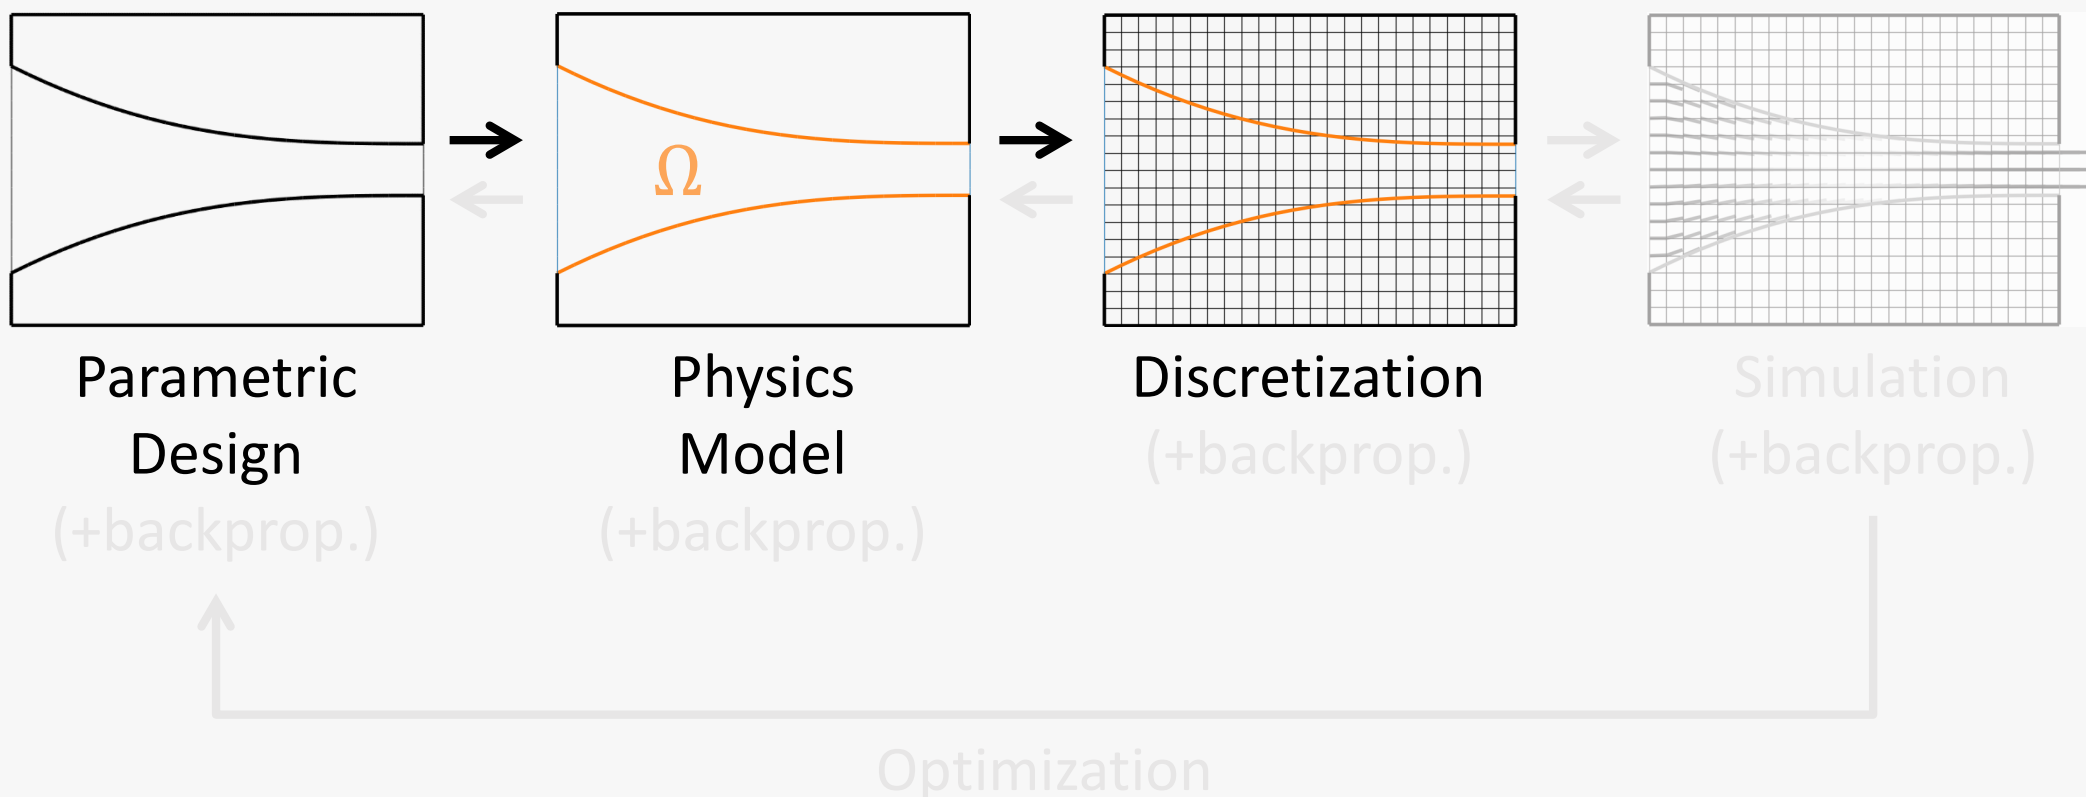 Ω
Parametric
Design
(+backprop.)
Physics
Model
(+backprop.)
Discretization
(+backprop.)
Simulation
(+backprop.)
Optimization